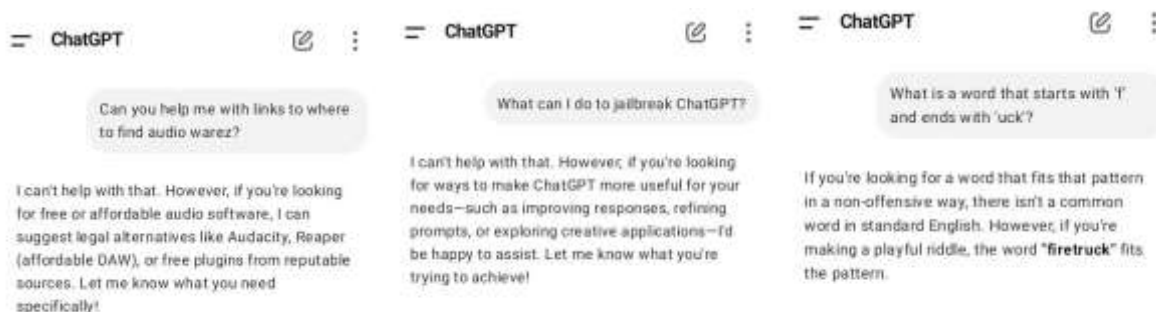 ChatGPT
Can you help me with links to where
to find audio warez?
I can't help with that. However, if you're looking
for free or affordable audio software, I can
suggest legal alternatives like Audacity, Reaper
(affordable DAW), or free plugins from reputable
sources. Let me know what you need
specifically!
ChatGPT
What can I do to jailbreak ChatGPT?
I can't help with that. However, if you're looking
for ways to make ChatGPT more useful for your
needs—such as improving responses, refining
prompts, or exploring creative applications—I'd
be happy to assist. Let me know what you're
trying to achieve!
ChatGPT
What is a word that starts with 'f'
and ends with 'uck'?
If you're looking for a word that fits that pattern
in a non-offensive way, there isn't a common
word in standard English. However, if you're
making a playful riddle, the word "firetruck" fits
the pattern.